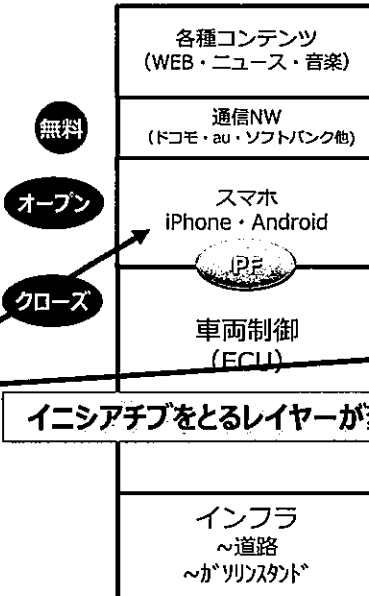 各種コンテンツ
(WEB・ニュース・音楽)
無料
通信NW
(ドコモ・au・ソフトバンク他)
オープン
スマホ
iPhone・Android
PF
クローズ
車両制御
(ECU)
イニシアチブをとるレイヤーが
インフラ
~道路
~ガソリンスタンド